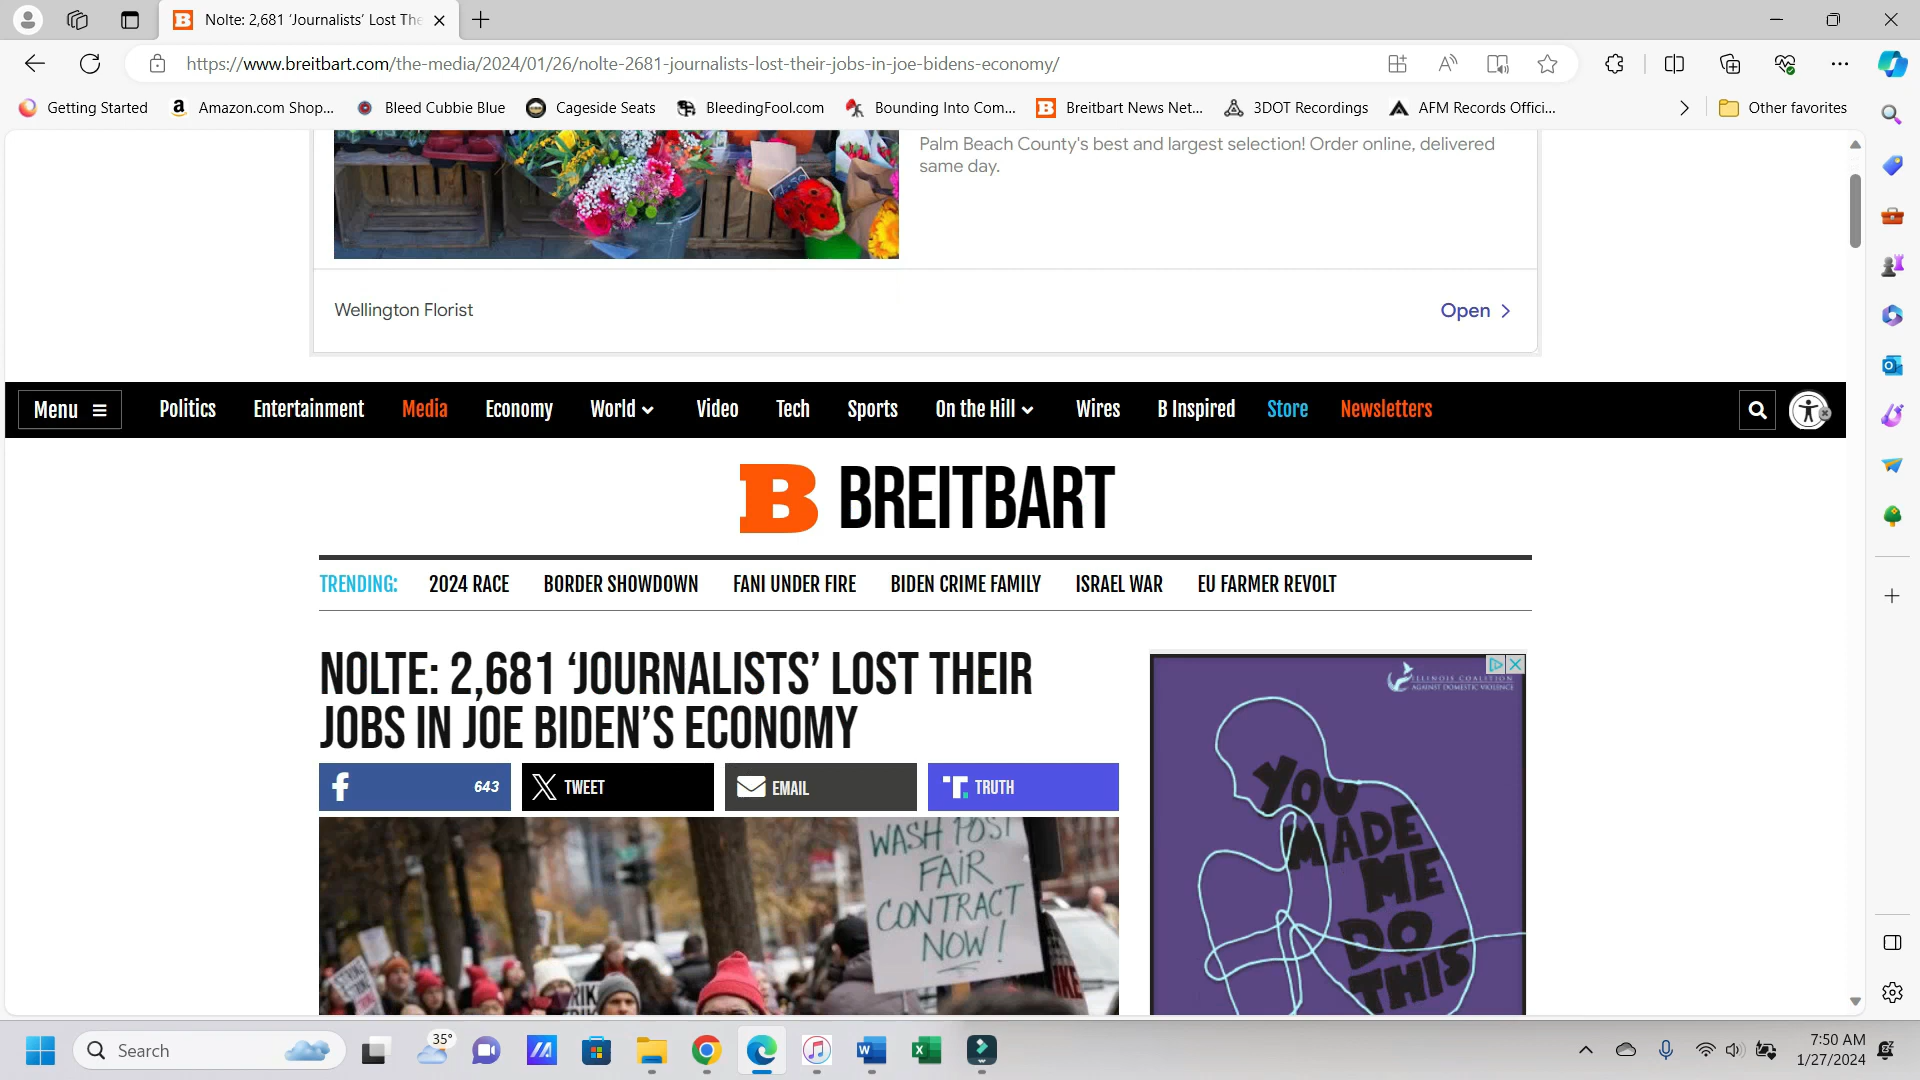 Nolte: 2,681 ‘Journalists’ Lost The
https://www.breitbart.com/the-media/2024/01/26/nolte-2681-journalists-lost-their-jobs-in-joe-bidens-economy/
Getting Started
Amazon.com Shop...
Bleed Cubbie Blue
Cageside Seats
BleedingFool.com
Bounding Into Com...
Breitbart News Net...
3DOT Recordings
AFM Records Offici...
Other favorites
Palm Beach County's best and largest selection! Order online, delivered
same day.
Wellington Florist
Open
Menu
Politics
Entertainment
Media
Economy
World
Video
Tech
Sports
On the Hill
Wires
B Inspired
Store
Newsletters
B BREITBART
TRENDING:
2024 RACE
BORDER SHOWDOWN
FANI UNDER FIRE
BIDEN CRIME FAMILY
ISRAEL WAR
EU FARMER REVOLT
NOLTE: 2,681 ‘JOURNALISTS’ LOST THEIR
JOBS IN JOE BIDEN’S ECONOMY
643
TWEET
EMAIL
TRUTH
WASH POST
FAIR
CONTRACT
NOW!
ILLINOIS COALITION
AGAINST DOMESTIC VIOLENCE
YOU
MADE
ME
DO
THIS
Search
35°
7:50 AM
1/27/2024